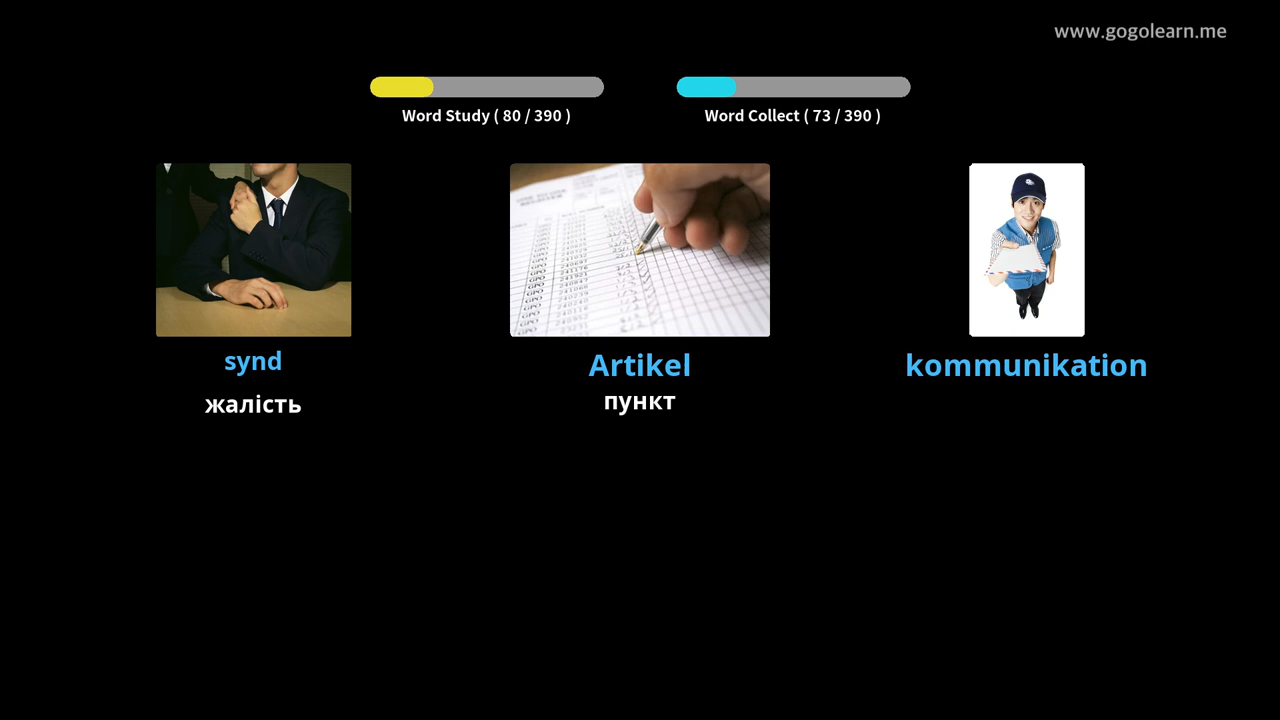 www.gogolearn.me
Word Study ( 80 / 390 )
Word Collect ( 73 / 390 )
synd
Artikel
kommunikation
жалість
пункт